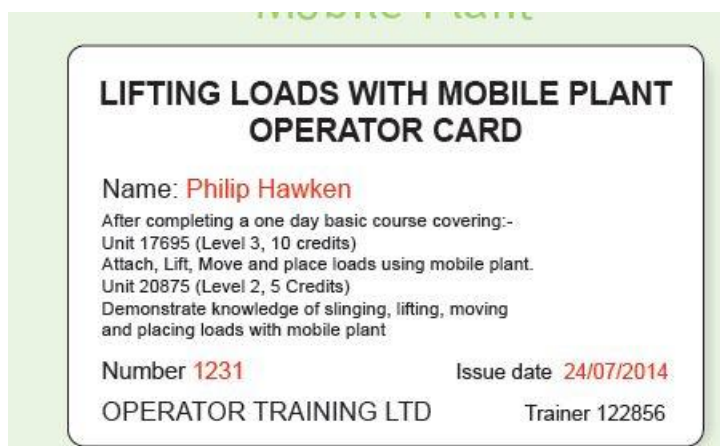 Mobile Plant
LIFTING LOADS WITH MOBILE PLANT
OPERATOR CARD
Name: Philip Hawken
After completing a one day basic course covering:-
Unit 17695 (Level 3, 10 credits)
Attach, Lift, Move and place loads using mobile plant.
Unit 20875 (Level 2, 5 Credits)
Demonstrate knowledge of slinging, lifting, moving
and placing loads with mobile plant
Number 1231 Issue date 24/07/2014
OPERATOR TRAINING LTD Trainer 122856